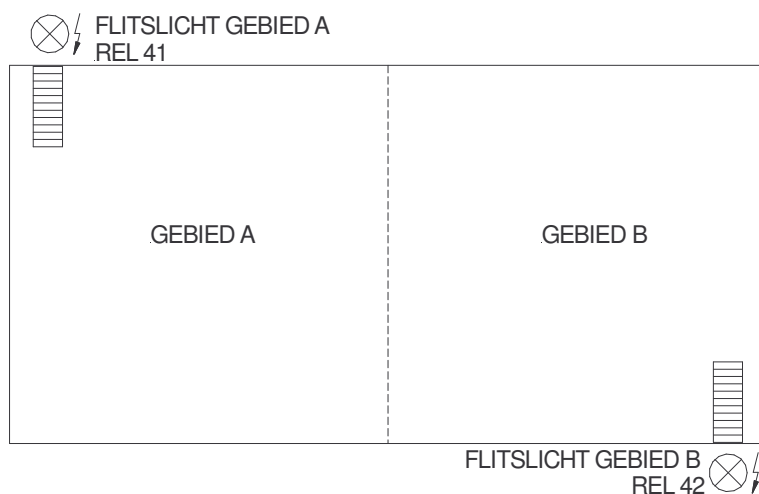 FLITSLICHT GEBIED A
REL 41
GEBIED A
GEBIED B
FLITSLICHT GEBIED B
REL 42